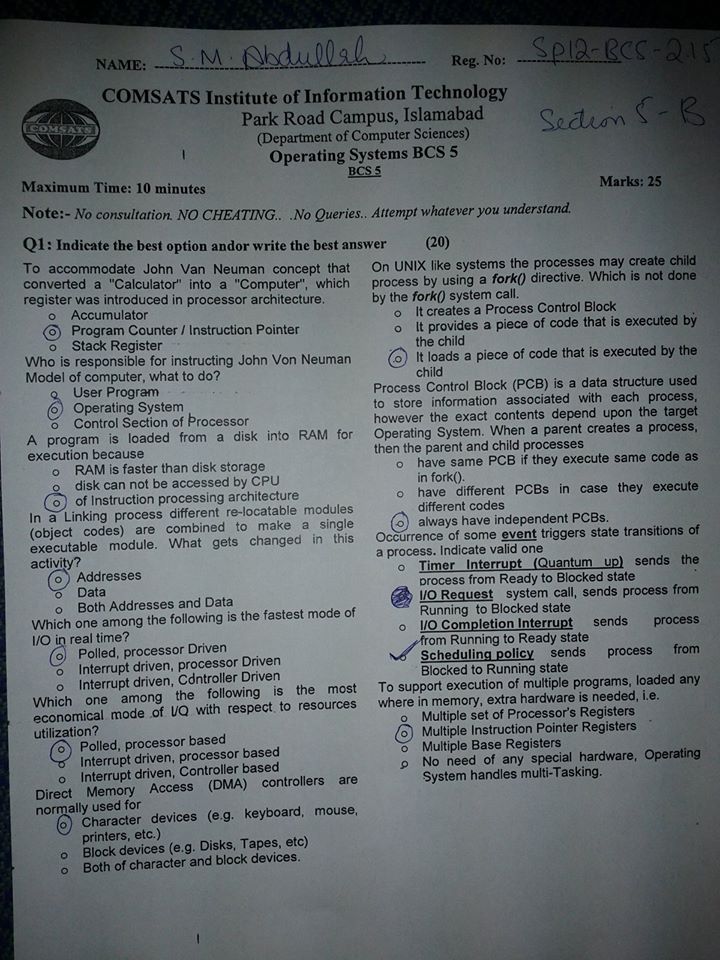 NAME: S.M. Abdullah Reg. No: SP12-BCS-215
COMSATS Institute of Information Technology
Park Road Campus, Islamabad
Section 5-B
(Department of Computer Sciences)
COMSATS
Operating Systems BCS 5
BCS 5
Maximum Time: 10 minutes Marks: 25
Note:- No consultation. NO CHEATING.. .No Queries.. Attempt whatever you understand.
Q1: Indicate the best option andor write the best answer (20)
To accommodate John Van Neuman concept that
converted a "Calculator" into a "Computer", which
register was introduced in processor architecture.
o Accumulator
o Program Counter / Instruction Pointer
o Stack Register
Who is responsible for instructing John Von Neuman
Model of computer, what to do?
o User Program
o Operating System
o Control Section of Processor
A program is loaded from a disk into RAM for
execution because
o RAM is faster than disk storage
o disk can not be accessed by CPU
o of Instruction processing architecture
In a Linking process different re-locatable modules
(object codes) are combined to make a single
executable module. What gets changed in this
activity?
o Addresses
o Data
o Both Addresses and Data
Which one among the following is the fastest mode of
I/O in real time?
o Polled, processor Driven
o Interrupt driven, processor Driven
o Interrupt driven, Controller Driven
Which one among the following is the most
economical mode of I/O with respect to resources
utilization?
o Polled, processor based
o Interrupt driven, processor based
o Interrupt driven, Controller based
Direct Memory Access (DMA) controllers are
normally used for
o Character devices (e.g. keyboard, mouse,
printers, etc.)
o Block devices (e.g. Disks, Tapes, etc)
o Both of character and block devices.
On UNIX like systems the processes may create child
process by using a fork() directive. Which is not done
by the fork() system call.
o It creates a Process Control Block
o It provides a piece of code that is executed by
the child
o It loads a piece of code that is executed by the
child
Process Control Block (PCB) is a data structure used
to store information associated with each process,
however the exact contents depend upon the target
Operating System. When a parent creates a process,
then the parent and child processes
o have same PCB if they execute same code as
in fork().
o have different PCBs in case they execute
different codes
o always have independent PCBs.
Occurrence of some event triggers state transitions of
a process. Indicate valid one
o Timer Interrupt (Quantum up) sends the
process from Ready to Blocked state
I/O Request system call, sends process from
Running to Blocked state
o I/O Completion Interrupt sends process
from Running to Ready state
o Scheduling policy sends process from
Blocked to Running state
To support execution of multiple programs, loaded any
where in memory, extra hardware is needed, i.e.
o Multiple set of Processor's Registers
o Multiple Instruction Pointer Registers
o Multiple Base Registers
o No need of any special hardware, Operating
System handles multi-Tasking.